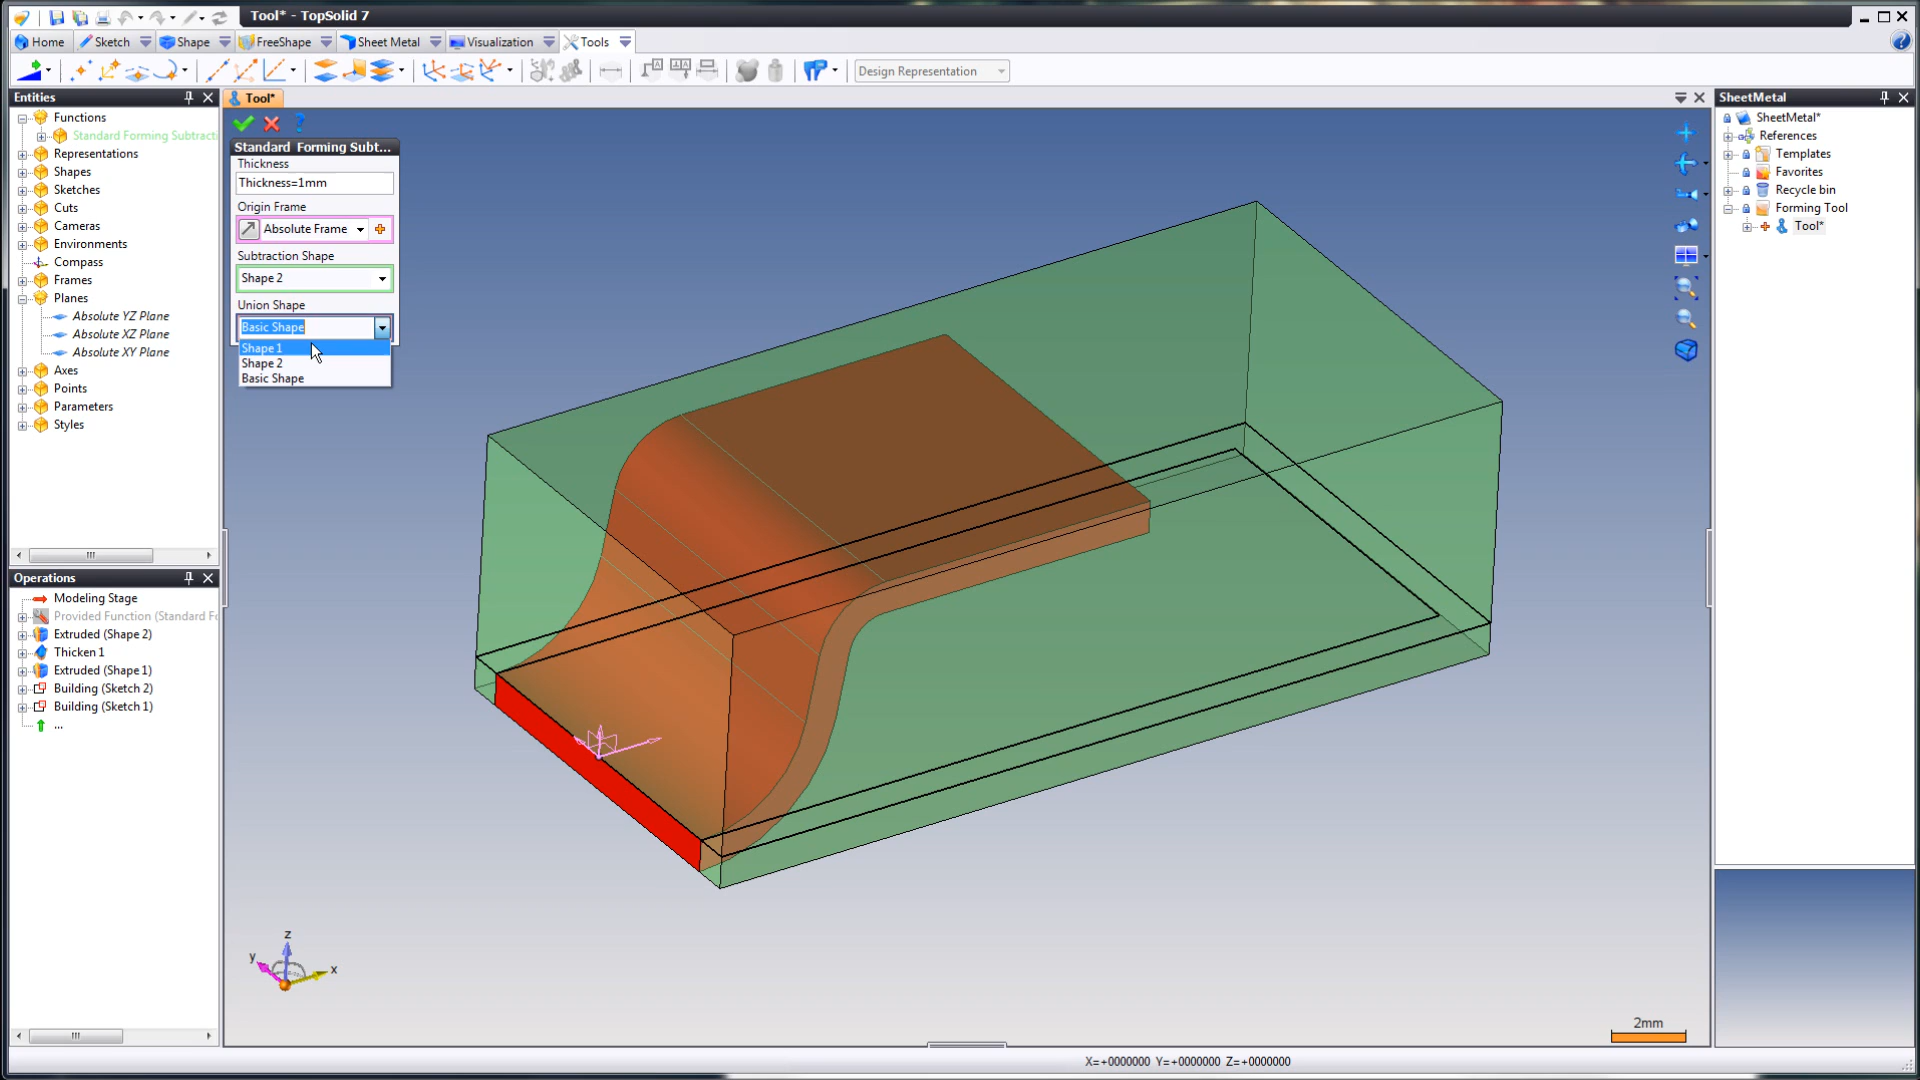 Tool* - TopSolid 7
Home
Sketch
Shape
FreeShape
Sheet Metal
Visualization
Tools
Design Representation
Entities
Functions
Standard Forming Subtracti
Representations
Shapes
Sketches
Cuts
Cameras
Environments
Compass
Frames
Planes
Absolute YZ Plane
Absolute XZ Plane
Absolute XY Plane
Axes
Points
Parameters
Styles
Operations
Modeling Stage
Provided Function (Standard Fo
Extruded (Shape 2)
Thicken 1
Extruded (Shape 1)
Building (Sketch 2)
Building (Sketch 1)
...
Tool*
Standard Forming Subt...
Thickness
Thickness=1mm
Origin Frame
Absolute Frame
Subtraction Shape
Shape 2
Union Shape
Basic Shape
Shape 1
Shape 2
Basic Shape
z
y
x
2mm
X=+0000000 Y=+0000000 Z=+0000000
SheetMetal
SheetMetal*
References
Templates
Favorites
Recycle bin
Forming Tool
Tool*